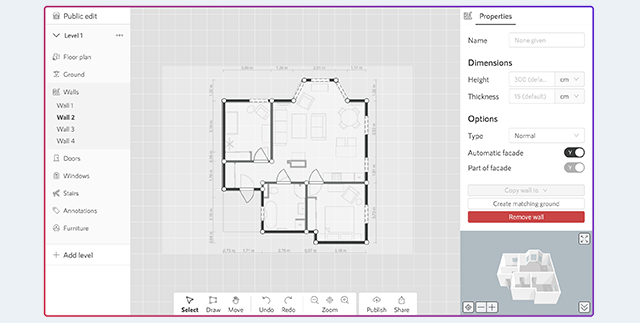 Public edit
Level 1
Floor plan
Ground
Walls
Wall 1
Wall 2
Wall 3
Wall 4
Doors
Windows
Stairs
Annotations
Furniture
+ Add level
Select
Draw
Move
Undo
Redo
Zoom
Publish
Share
Properties
Name
None given
Dimensions
Height
300 (defa...
cm
Thickness
15 (default)
cm
Options
Type
Normal
Automatic facade
Y
Part of facade
Y
Copy wall to
Create matching ground
Remove wall